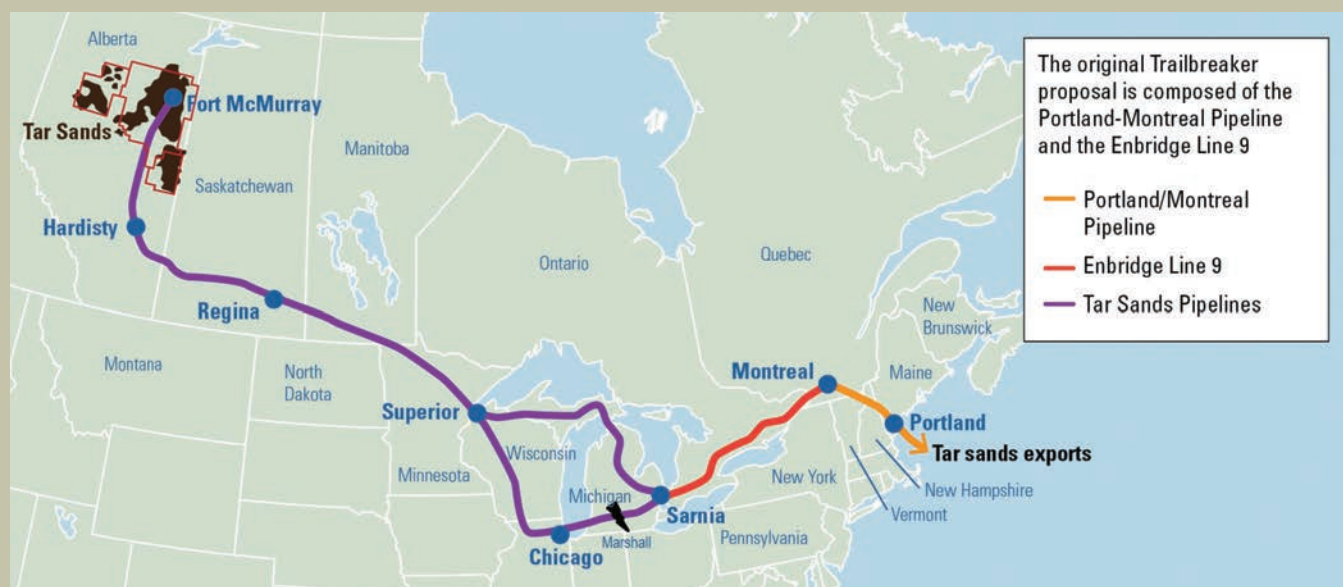 Alberta
Fort McMurray
Tar Sands
Manitoba
Saskatchewan
Hardisty
Ontario
Quebec
Regina
New
Brunswick
Montana
North
Dakota
Montreal
Maine
Superior
Portland
Wisconsin
Tar sands exports
Minnesota
New York
Michigan
New Hampshire
Sarnia
Vermont
Marshall
Pennsylvania
Chicago
The original Trailbreaker
proposal is composed of the
Portland-Montreal Pipeline
and the Enbridge Line 9
Portland/Montreal
Pipeline
Enbridge Line 9
Tar Sands Pipelines